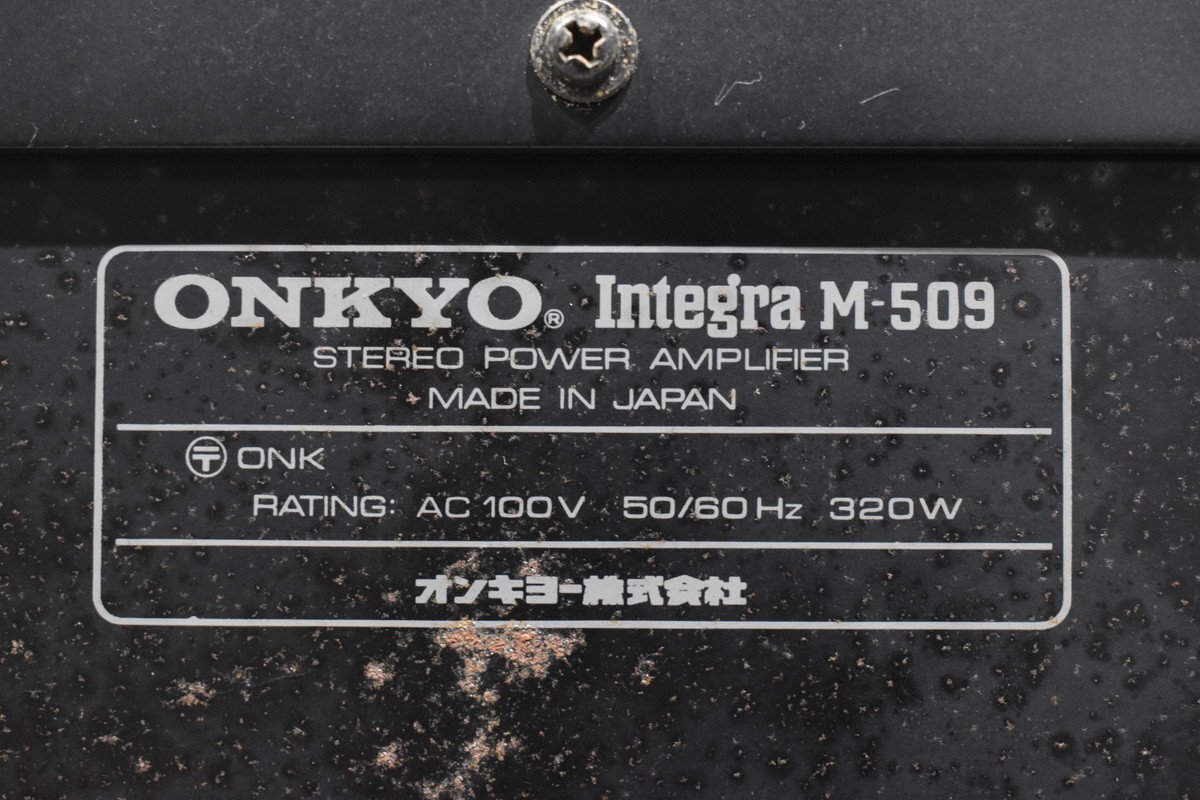 ONKYO® Integra M-509
STEREO POWER AMPLIFIER
MADE IN JAPAN
〶 ONK
RATING: AC 100V 50/60Hz 320W
オンキヨー株式会社